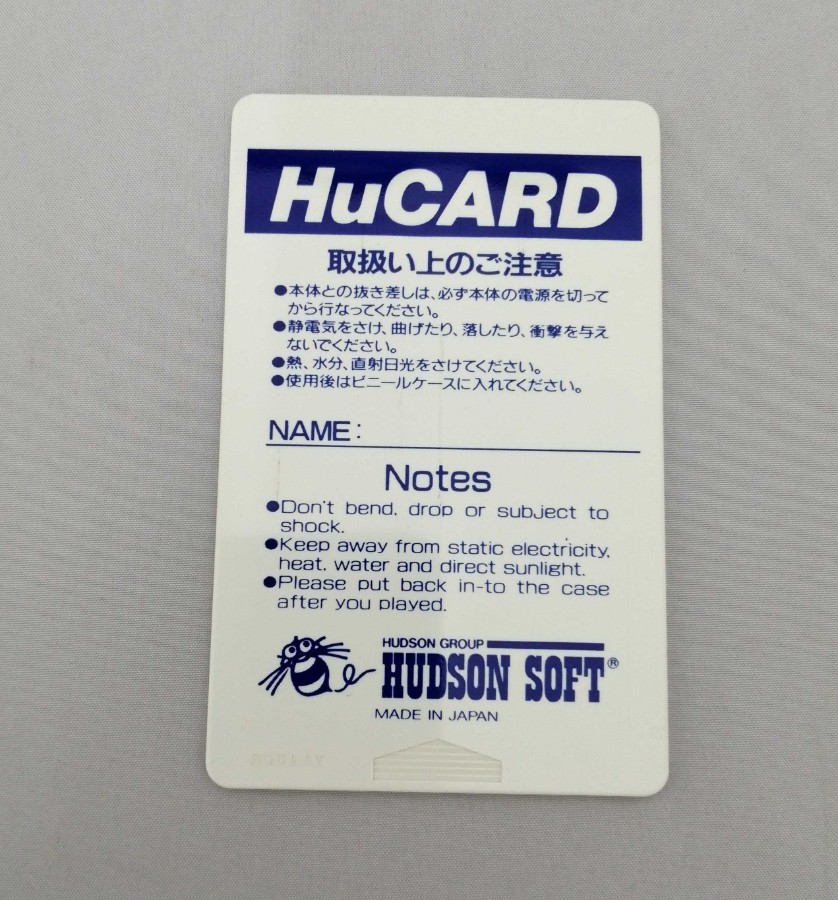 HuCARD
取扱い上のご注意
●本体との抜き差しは、必ず本体の電源を切って
から行なってください。
●静電気をさけ、曲げたり、落したり、衝撃を与え
ないでください。
●熱、水分、直射日光をさけてください。
●使用後はビニールケースに入れてください。
NAME:
Notes
●Don't bend, drop or subject to
shock.
●Keep away from static electricity,
heat, water and direct sunlight.
●Please put back in-to the case
after you played.
HUDSON GROUP
HUDSON SOFT®
MADE IN JAPAN